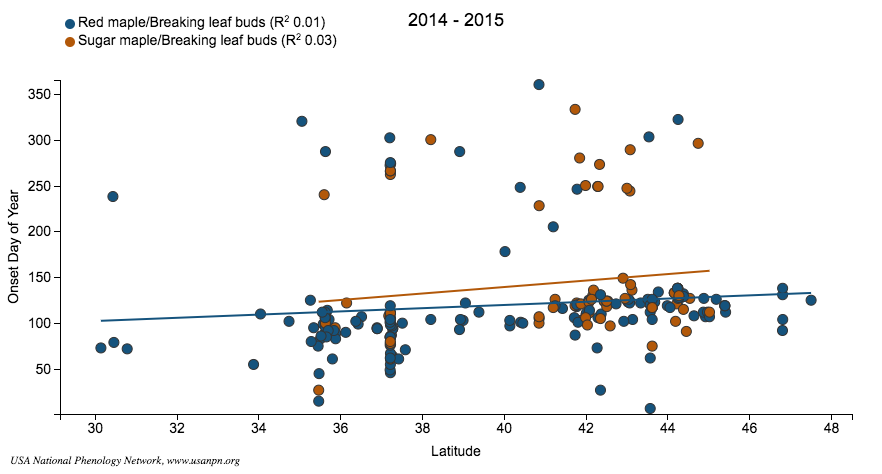 2014 - 2015
Red maple/Breaking leaf buds (R² 0.01)
Sugar maple/Breaking leaf buds (R² 0.03)
Onset Day of Year
350
300
250
200
150
100
50
30 32 34 36 38 40 42 44 46 48
Latitude
USA National Phenology Network, www.usanpn.org